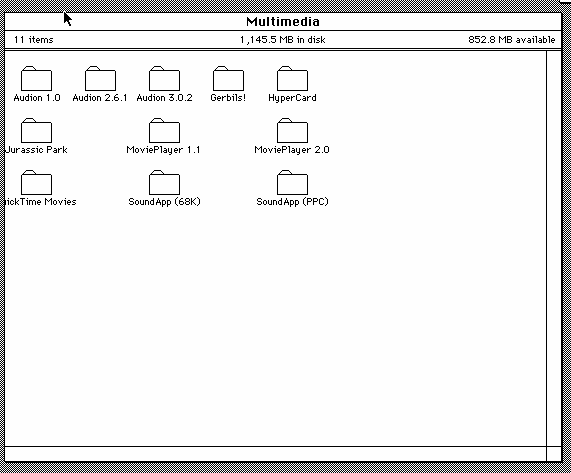 Multimedia
11 items 1,145.5 MB in disk 852.8 MB available
Audion 1.0 Audion 2.6.1 Audion 3.0.2 Gerbils! HyperCard
Jurassic Park MoviePlayer 1.1 MoviePlayer 2.0
ickTime Movies SoundApp (68K) SoundApp (PPC)